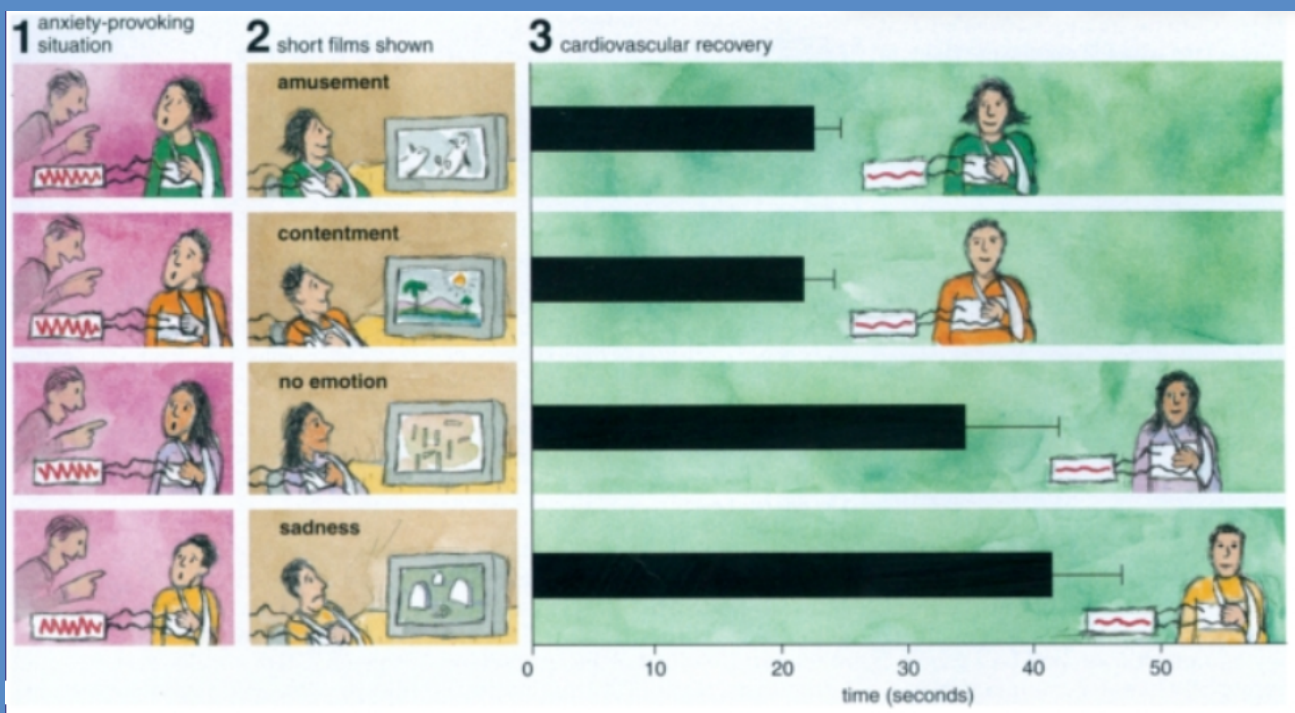 1 anxiety-provoking
situation
2 short films shown
3 cardiovascular recovery
amusement
contentment
no emotion
sadness
0 10 20 30 40 50
time (seconds)